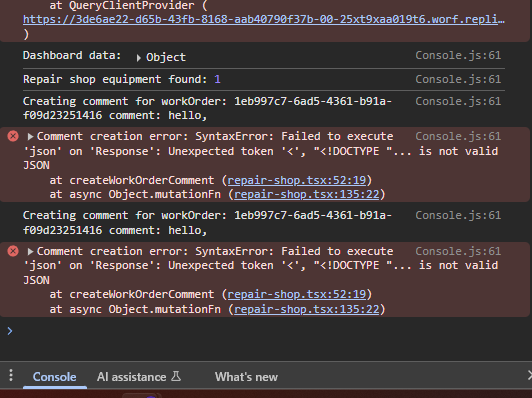 at QueryClientProvider (
https://3de6ae22-d65b-43fb-8168-aab40790f37b-00-25xt9xaa019t6.worf.repli…
)
Dashboard data: ▶ Object Console.js:61
Repair shop equipment found: 1 Console.js:61
Creating comment for workOrder: 1eb997c7-6ad5-4361-b91a- Console.js:61
f09d23251416 comment: hello,
▶ Comment creation error: SyntaxError: Failed to execute Console.js:61
'json' on 'Response': Unexpected token '<', "<!DOCTYPE "... is not valid
JSON
at createWorkOrderComment (repair-shop.tsx:52:19)
at async Object.mutationFn (repair-shop.tsx:135:22)
Creating comment for workOrder: 1eb997c7-6ad5-4361-b91a- Console.js:61
f09d23251416 comment: hello,
▶ Comment creation error: SyntaxError: Failed to execute Console.js:61
'json' on 'Response': Unexpected token '<', "<!DOCTYPE "... is not valid
JSON
at createWorkOrderComment (repair-shop.tsx:52:19)
at async Object.mutationFn (repair-shop.tsx:135:22)
>
Console AI assistance What's new